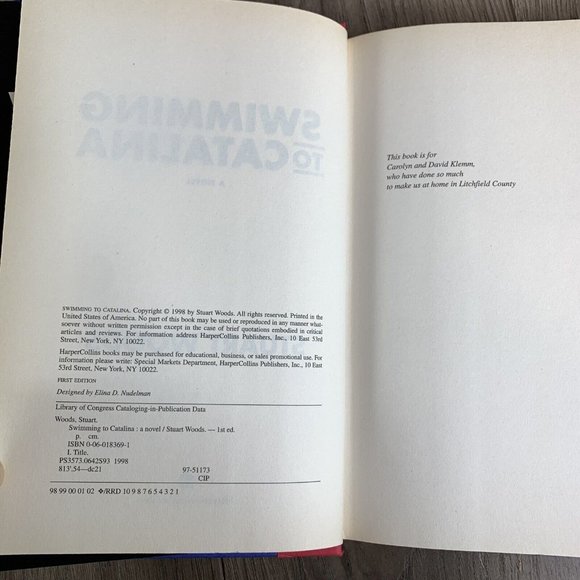 SWIMMING
TO CATALINA
A NOVEL
SWIMMING TO CATALINA. Copyright © 1998 by Stuart Woods. All rights reserved. Printed in the
United States of America. No part of this book may be used or reproduced in any manner what-
soever without written permission except in the case of brief quotations embodied in critical
articles and reviews. For information address HarperCollins Publishers, Inc., 10 East 53rd
Street, New York, NY 10022.
HarperCollins books may be purchased for educational, business, or sales promotional use. For
information please write: Special Markets Department, HarperCollins Publishers, Inc., 10 East
53rd Street, New York, NY 10022.
FIRST EDITION
Designed by Elina D. Nudelman
Library of Congress Cataloging-in-Publication Data
Woods, Stuart.
Swimming to Catalina : a novel / Stuart Woods. — 1st ed.
p. cm.
ISBN 0-06-018369-1
I. Title.
PS3573.O642S93 1998
813'.54—dc21 97-51173
CIP
98 99 00 01 02 ❖/RRD 10 9 8 7 6 5 4 3 2 1
This book is for
Carolyn and David Klemm,
who have done so much
to make us at home in Litchfield County